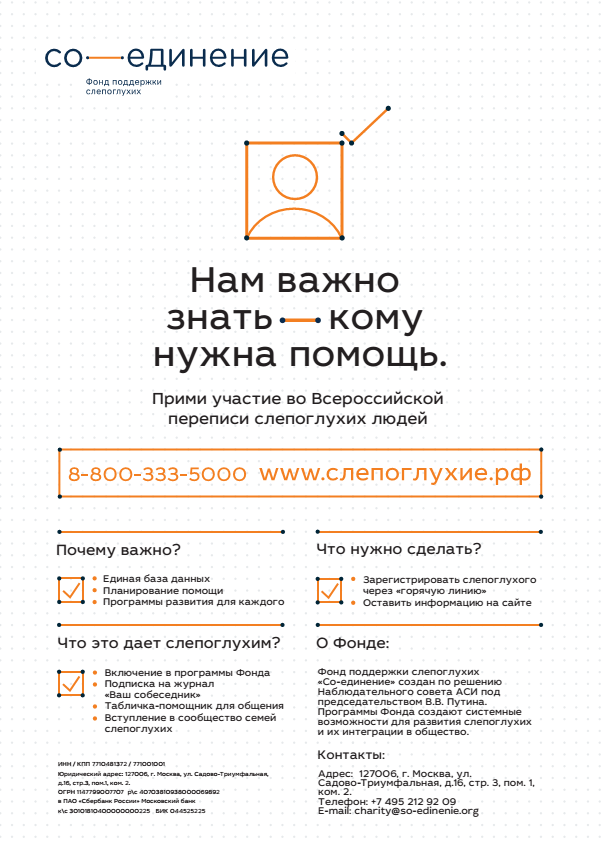 со—единение
Фонд поддержки
слепоглухих
Нам важно
знать — кому
нужна помощь.
Прими участие во Всероссийской
переписи слепоглухих людей
8-800-333-5000 www.слепоглухие.рф
Почему важно?
• Единая база данных
• Планирование помощи
• Программы развития для каждого
Что нужно сделать?
• Зарегистрировать слепоглухого
через «горячую линию»
• Оставить информацию на сайте
Что это дает слепоглухим?
• Включение в программы Фонда
• Подписка на журнал
«Ваш собеседник»
• Табличка-помощник для общения
• Вступление в сообщество семей
слепоглухих
О Фонде:
Фонд поддержки слепоглухих
«Со-единение» создан по решению
Наблюдательного совета АСИ под
председательством В.В. Путина.
Программы Фонда создают системные
возможности для развития слепоглухих
и их интеграции в общество.
Контакты:
Адрес: 127006, г. Москва, ул.
Садово-Триумфальная, д.16, стр. 3, пом. 1,
ком. 2.
Телефон: +7 495 212 92 09
E-mail: charity@so-edinenie.org
ИНН / КПП 7710481372 / 771001001
Юридический адрес: 127006, г. Москва, ул. Садово-Триумфальная,
д.16, стр.3, пом.1, ком. 2.
ОГРН 1147799007707 р\с 40703810938000069892
в ПАО «Сбербанк России» Московский банк
к\с 30101810400000000225 БИК 044525225